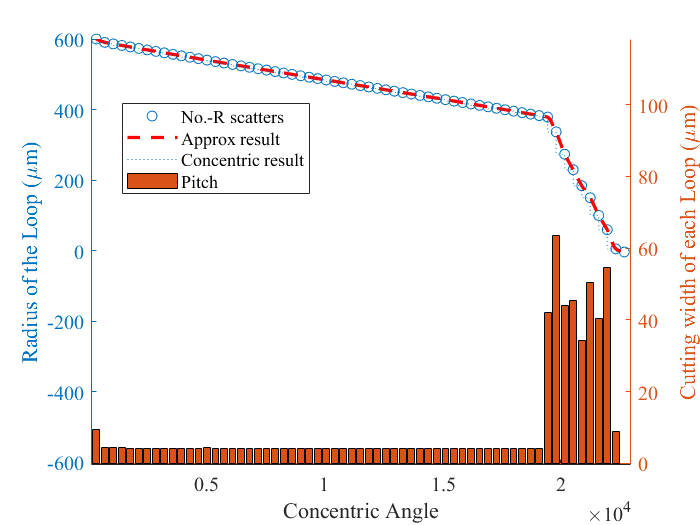 600
400
200
0
-200
-400
-600
Radius of the Loop (μm)
No.-R scatters
Approx result
Concentric result
Pitch
100
80
60
40
20
0
Cutting width of each Loop (μm)
0.5
1
1.5
2
×10⁴
Concentric Angle